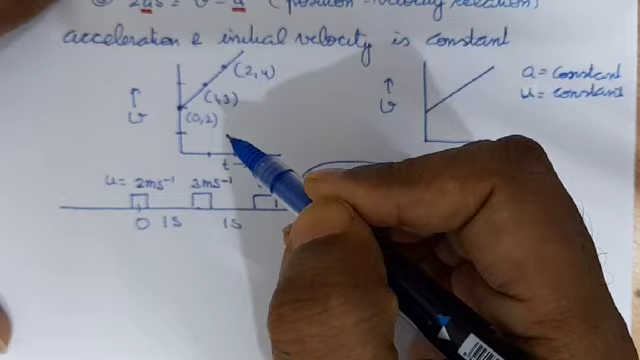 2as = v - u (position - velocity relation)
acceleration & initial velocity is constant
(2,4)
(1,3)
(0,2)
↑
v
t →
↑
v
a = constant
u = constant
u = 2ms⁻¹ 3ms⁻¹
0 1s 1s